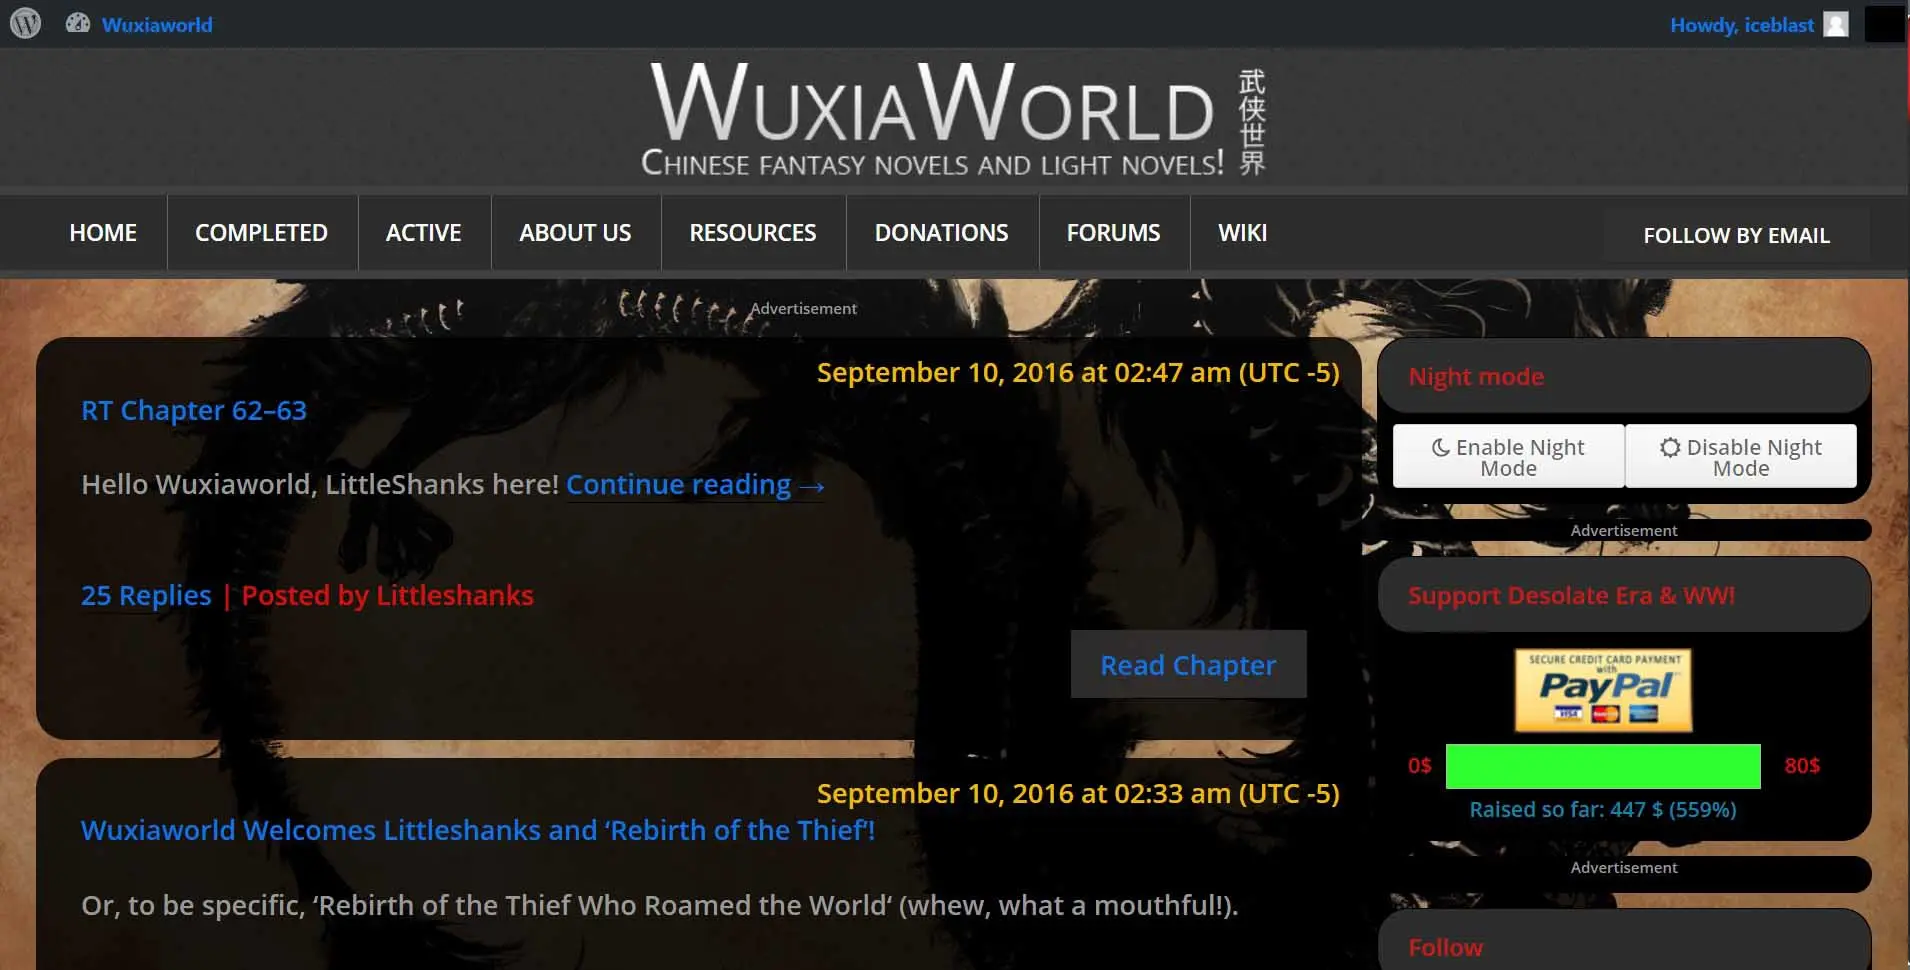 Wuxiaworld
Howdy, iceblast
WUXIAWORLD
CHINESE FANTASY NOVELS AND LIGHT NOVELS!
武侠世界
HOME
COMPLETED
ACTIVE
ABOUT US
RESOURCES
DONATIONS
FORUMS
WIKI
FOLLOW BY EMAIL
Advertisement
September 10, 2016 at 02:47 am (UTC -5)
RT Chapter 62–63
Hello Wuxiaworld, LittleShanks here! Continue reading →
25 Replies | Posted by Littleshanks
Read Chapter
September 10, 2016 at 02:33 am (UTC -5)
Wuxiaworld Welcomes Littleshanks and ‘Rebirth of the Thief’!
Or, to be specific, ‘Rebirth of the Thief Who Roamed the World‘ (whew, what a mouthful!).
Night mode
Enable Night
Mode
Disable Night
Mode
Advertisement
Support Desolate Era & WW!
SECURE CREDIT CARD PAYMENT
with
PayPal
VISA
0$
80$
Raised so far: 447 $ (559%)
Advertisement
Follow